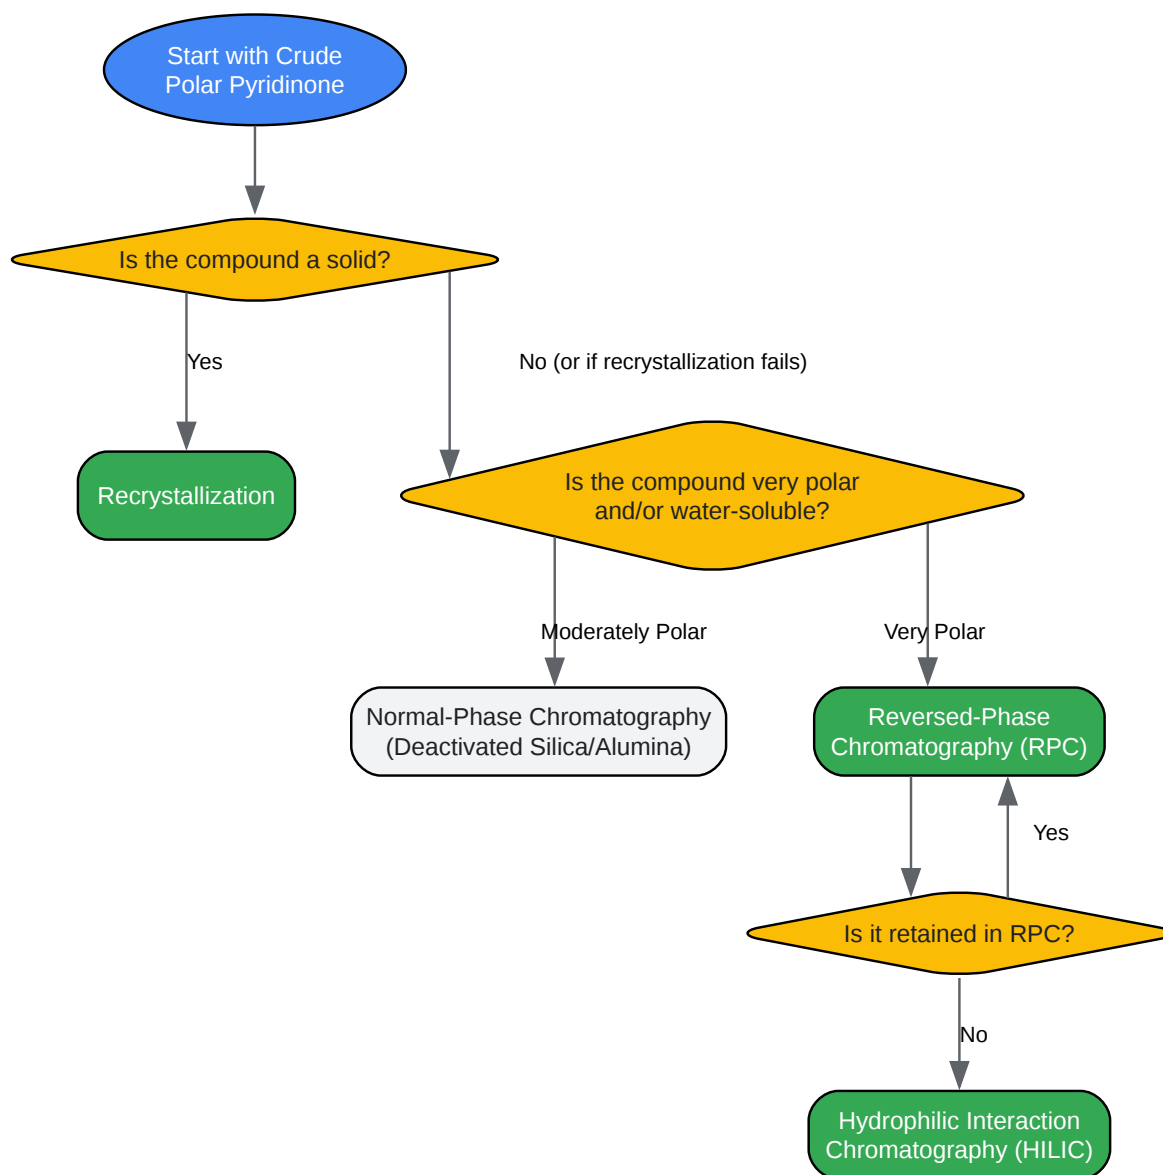 Start with Crude
Polar Pyridinone
Is the compound a solid?
Yes
No (or if recrystallization fails)
Recrystallization
Is the compound very polar
and/or water-soluble?
Moderately Polar
Very Polar
Normal-Phase Chromatography
(Deactivated Silica/Alumina)
Reversed-Phase
Chromatography (RPC)
Yes
Is it retained in RPC?
No
Hydrophilic Interaction
Chromatography (HILIC)